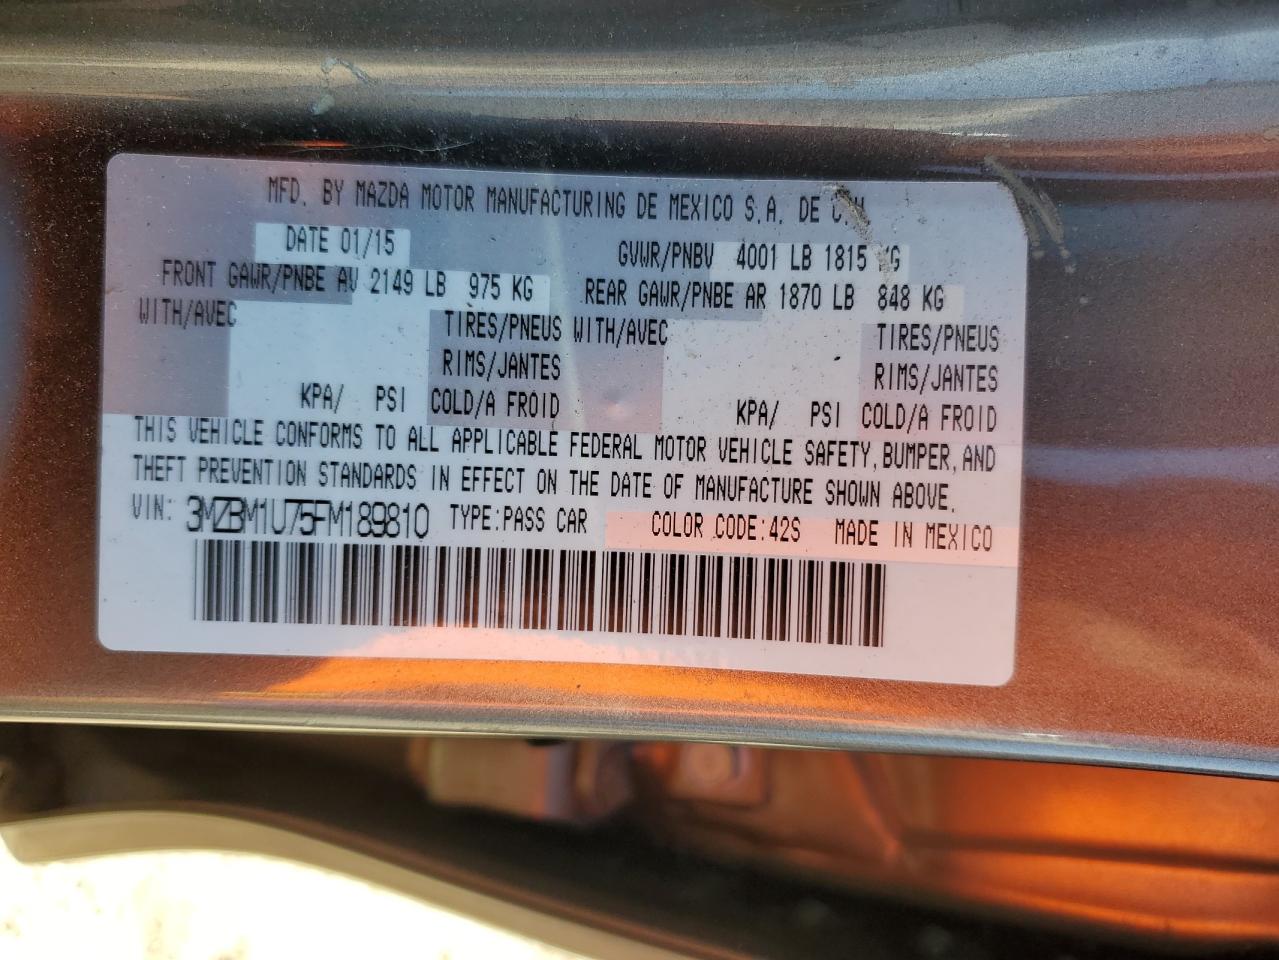 MFD. BY MAZDA MOTOR MANUFACTURING DE MEXICO S.A. DE C.V.
DATE 01/15 GVWR/PNBV 4001 LB 1815 KG
FRONT GAWR/PNBE AV 2149 LB 975 KG REAR GAWR/PNBE AR 1870 LB 848 KG
WITH/AVEC TIRES/PNEUS WITH/AVEC TIRES/PNEUS
RIMS/JANTES RIMS/JANTES
KPA/ PSI COLD/A FROID KPA/ PSI COLD/A FROID
THIS VEHICLE CONFORMS TO ALL APPLICABLE FEDERAL MOTOR VEHICLE SAFETY, BUMPER, AND
THEFT PREVENTION STANDARDS IN EFFECT ON THE DATE OF MANUFACTURE SHOWN ABOVE.
VIN: 3MZBM1U75FM189810 TYPE:PASS CAR COLOR CODE:42S MADE IN MEXICO